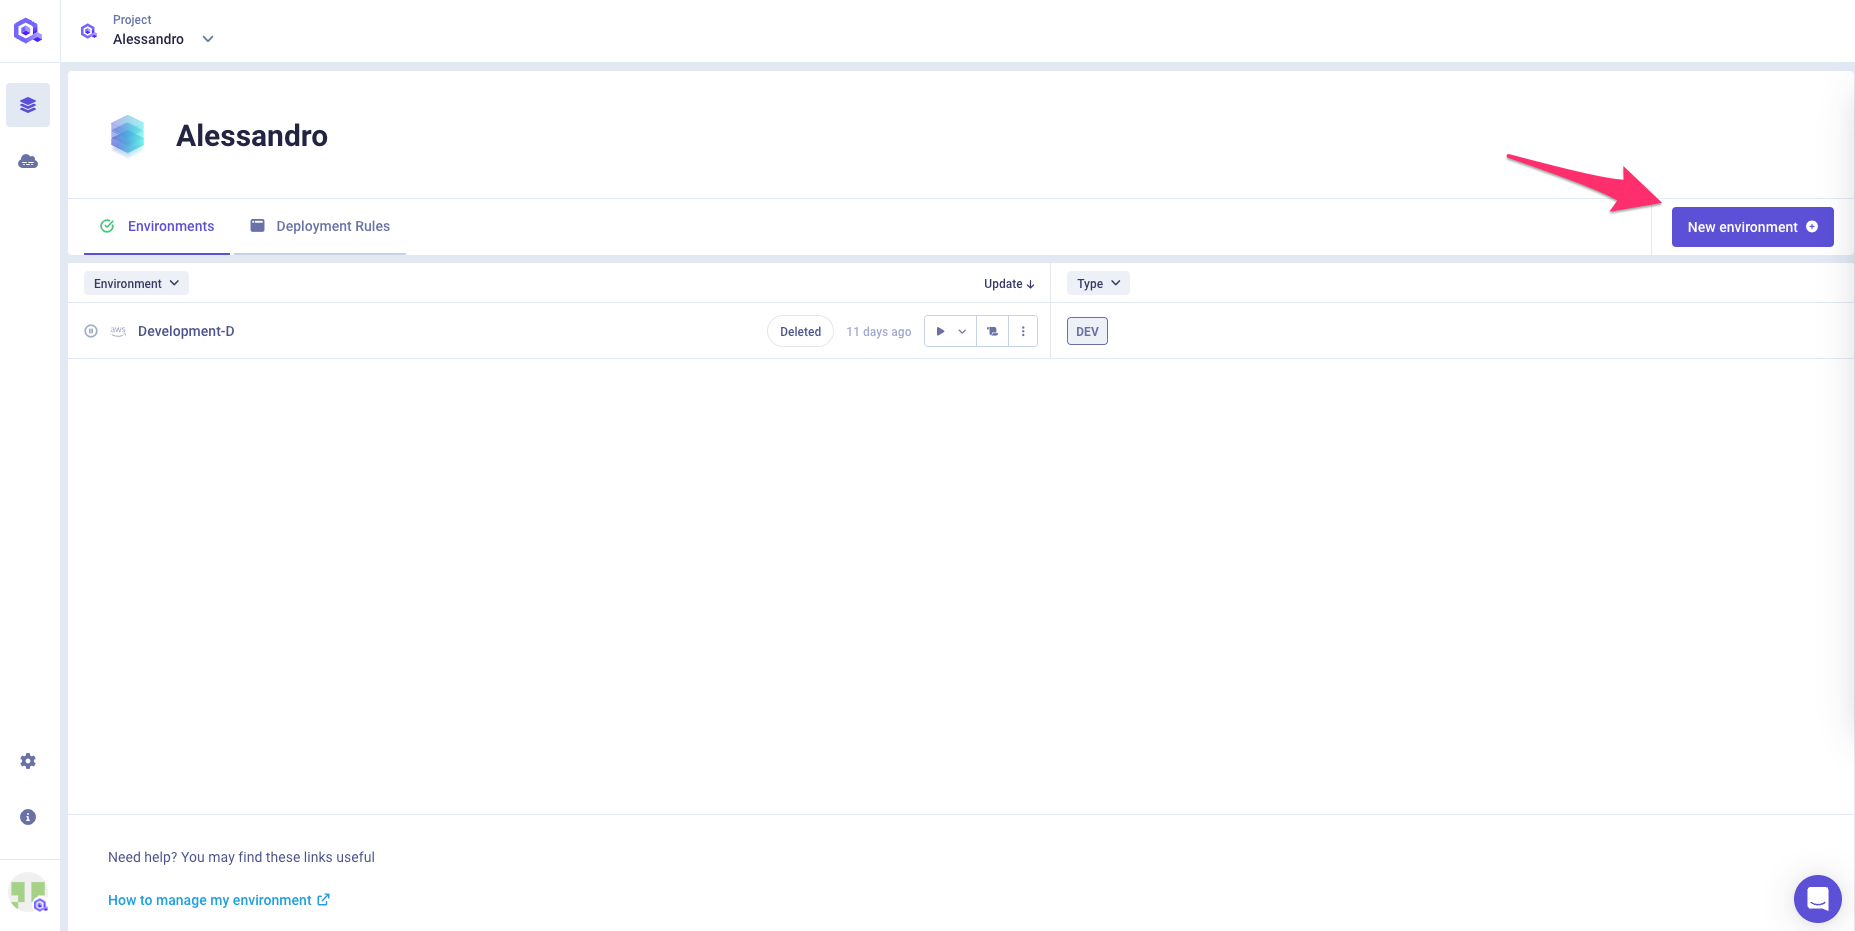 Project
Alessandro
Alessandro
Environments
Deployment Rules
New environment
Environment
Update
Type
aws
Development-D
Deleted
11 days ago
DEV
Need help? You may find these links useful
How to manage my environment